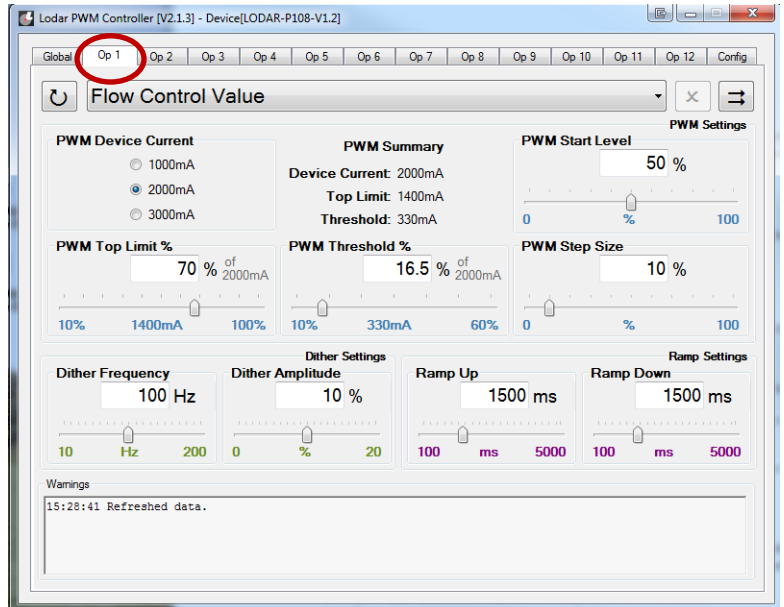 Lodar PWM Controller [V2.1.3] - Device[LODAR-P108-V1.2]
Global Op 1 Op 2 Op 3 Op 4 Op 5 Op 6 Op 7 Op 8 Op 9 Op 10 Op 11 Op 12 Config
Flow Control Value
PWM Settings
PWM Device Current
1000mA
2000mA
3000mA
PWM Summary
Device Current: 2000mA
Top Limit: 1400mA
Threshold: 330mA
PWM Start Level
50 %
0 % 100
PWM Top Limit %
70 % of 2000mA
10% 1400mA 100%
PWM Threshold %
16.5 % of 2000mA
10% 330mA 60%
PWM Step Size
10 %
0 % 100
Dither Settings
Dither Frequency
100 Hz
10 Hz 200
Dither Amplitude
10 %
0 % 20
Ramp Settings
Ramp Up
1500 ms
100 ms 5000
Ramp Down
1500 ms
100 ms 5000
Warnings
15:28:41 Refreshed data.